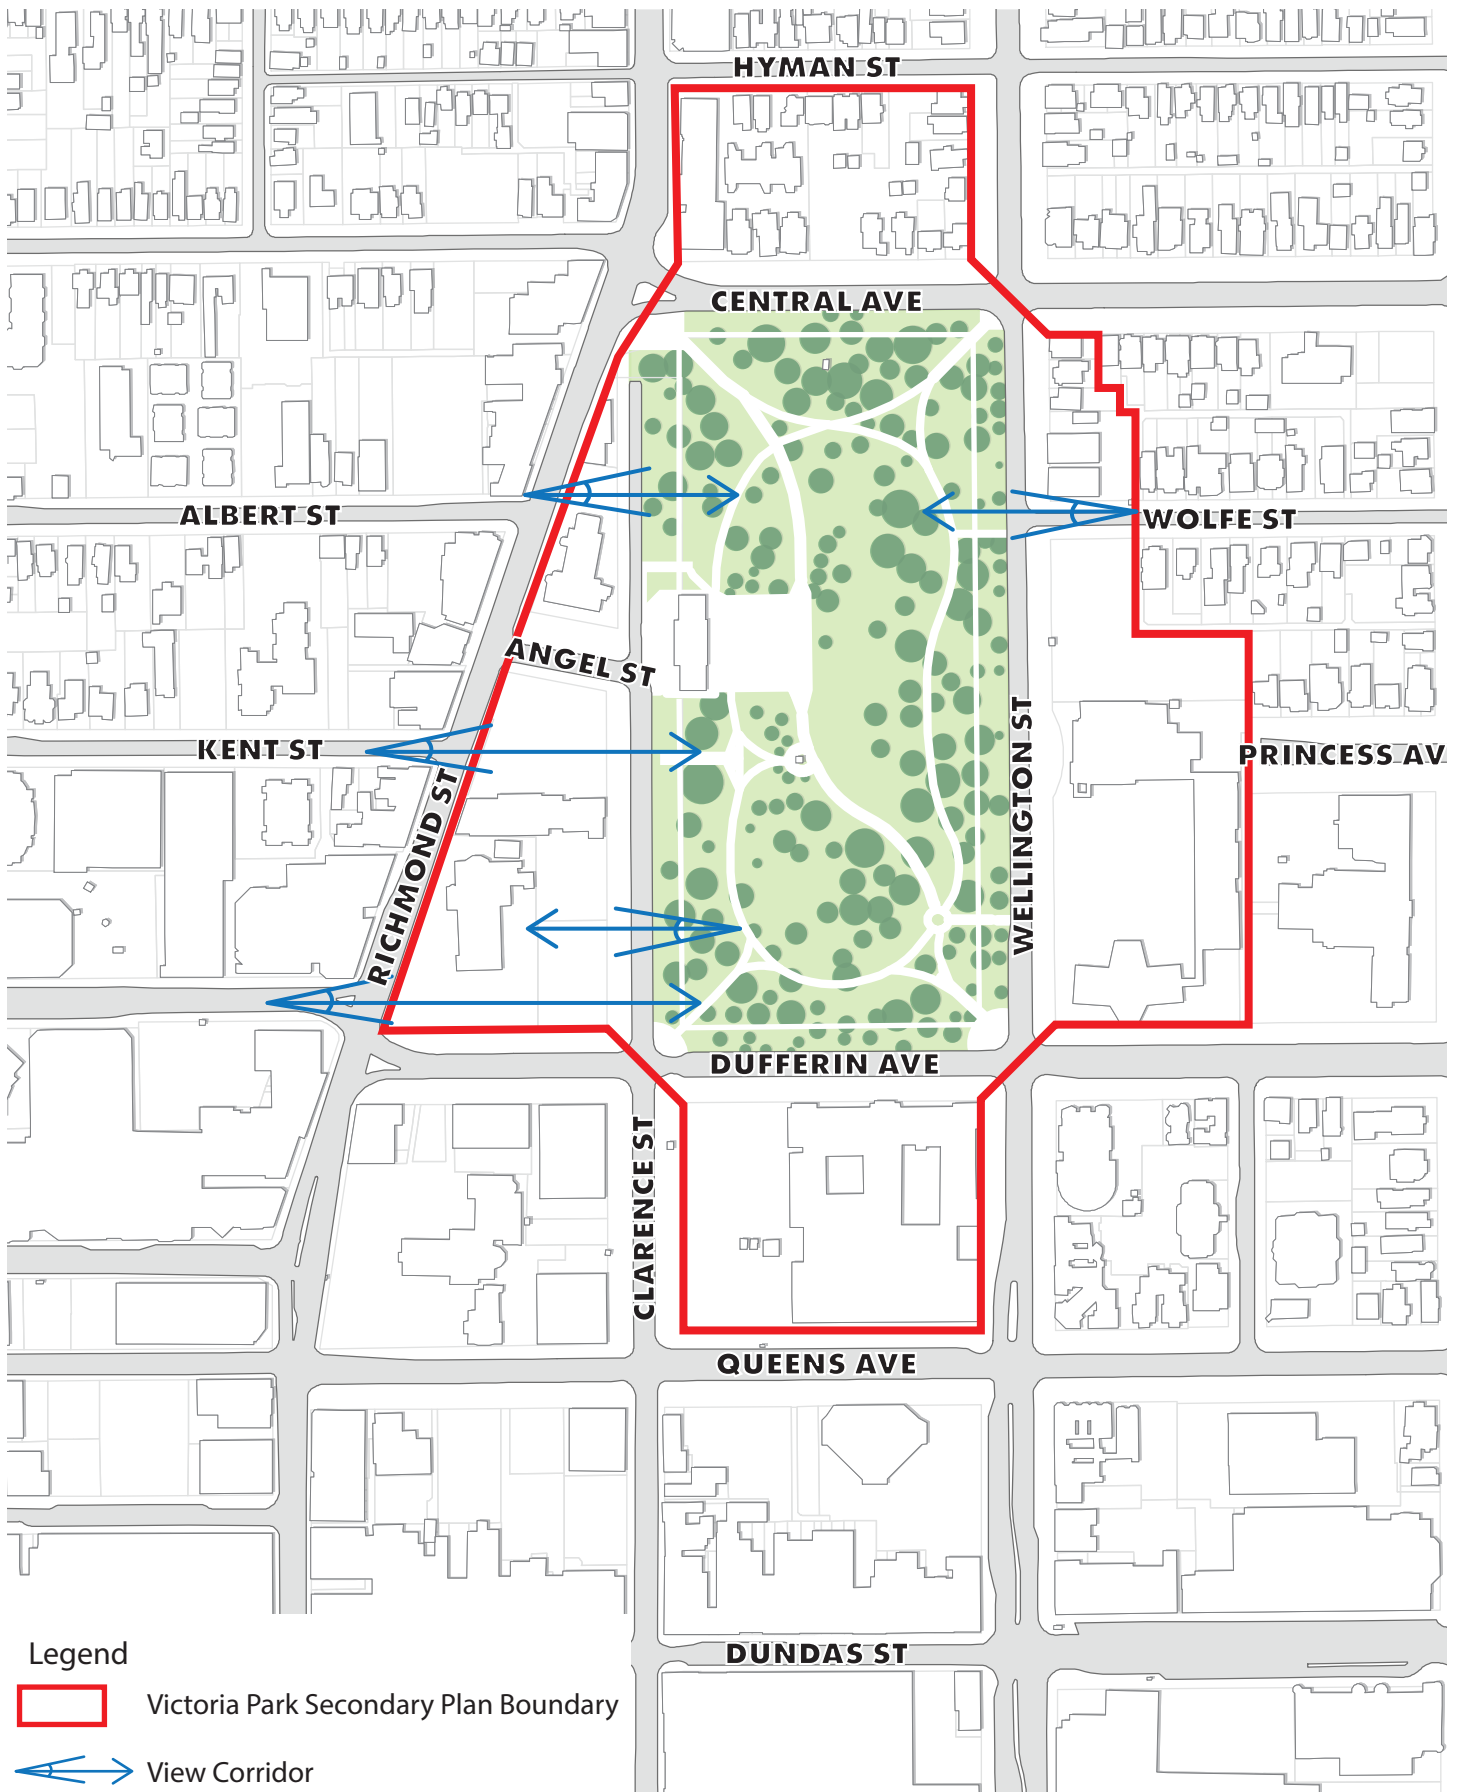 HYMAN ST
CENTRAL AVE
ALBERT ST
WOLFE ST
ANGEL ST
KENT ST
PRINCESS AV
RICHMOND ST
WELLINGTON ST
DUFFERIN AVE
CLARENCE ST
QUEENS AVE
DUNDAS ST
Legend
Victoria Park Secondary Plan Boundary
View Corridor